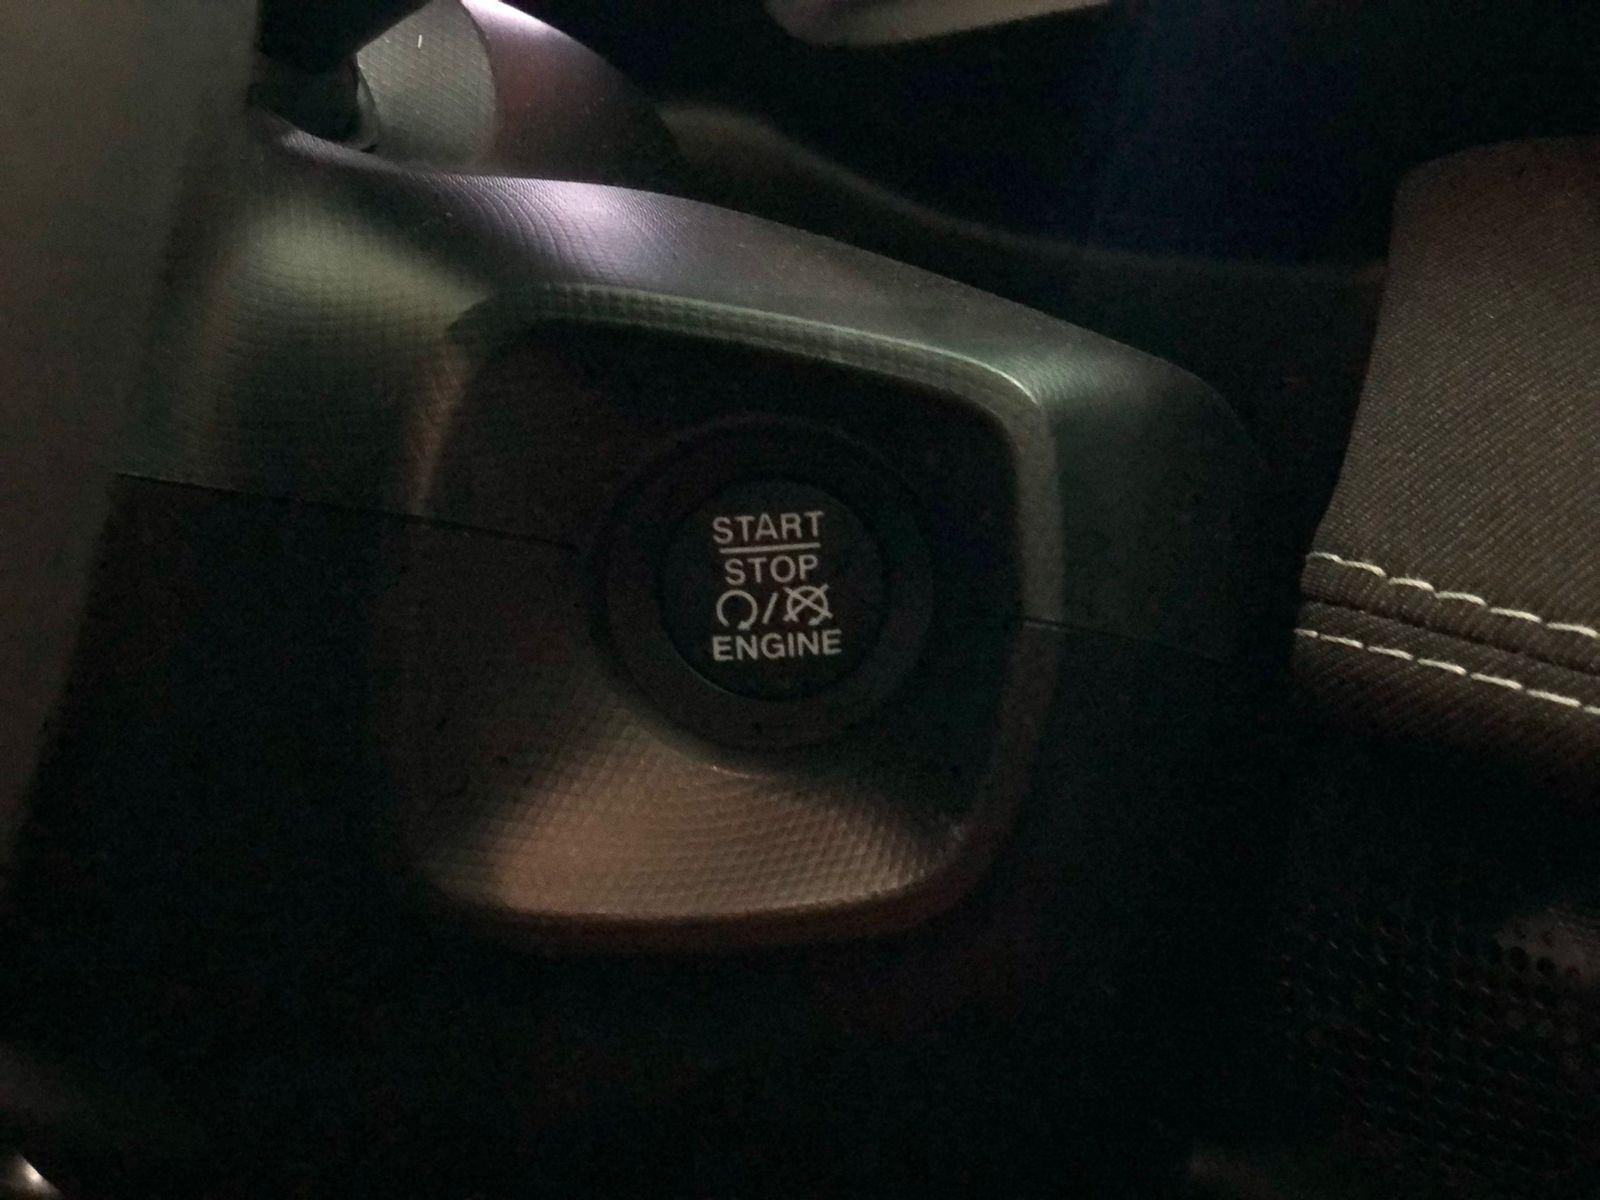 START
STOP
/
ENGINE